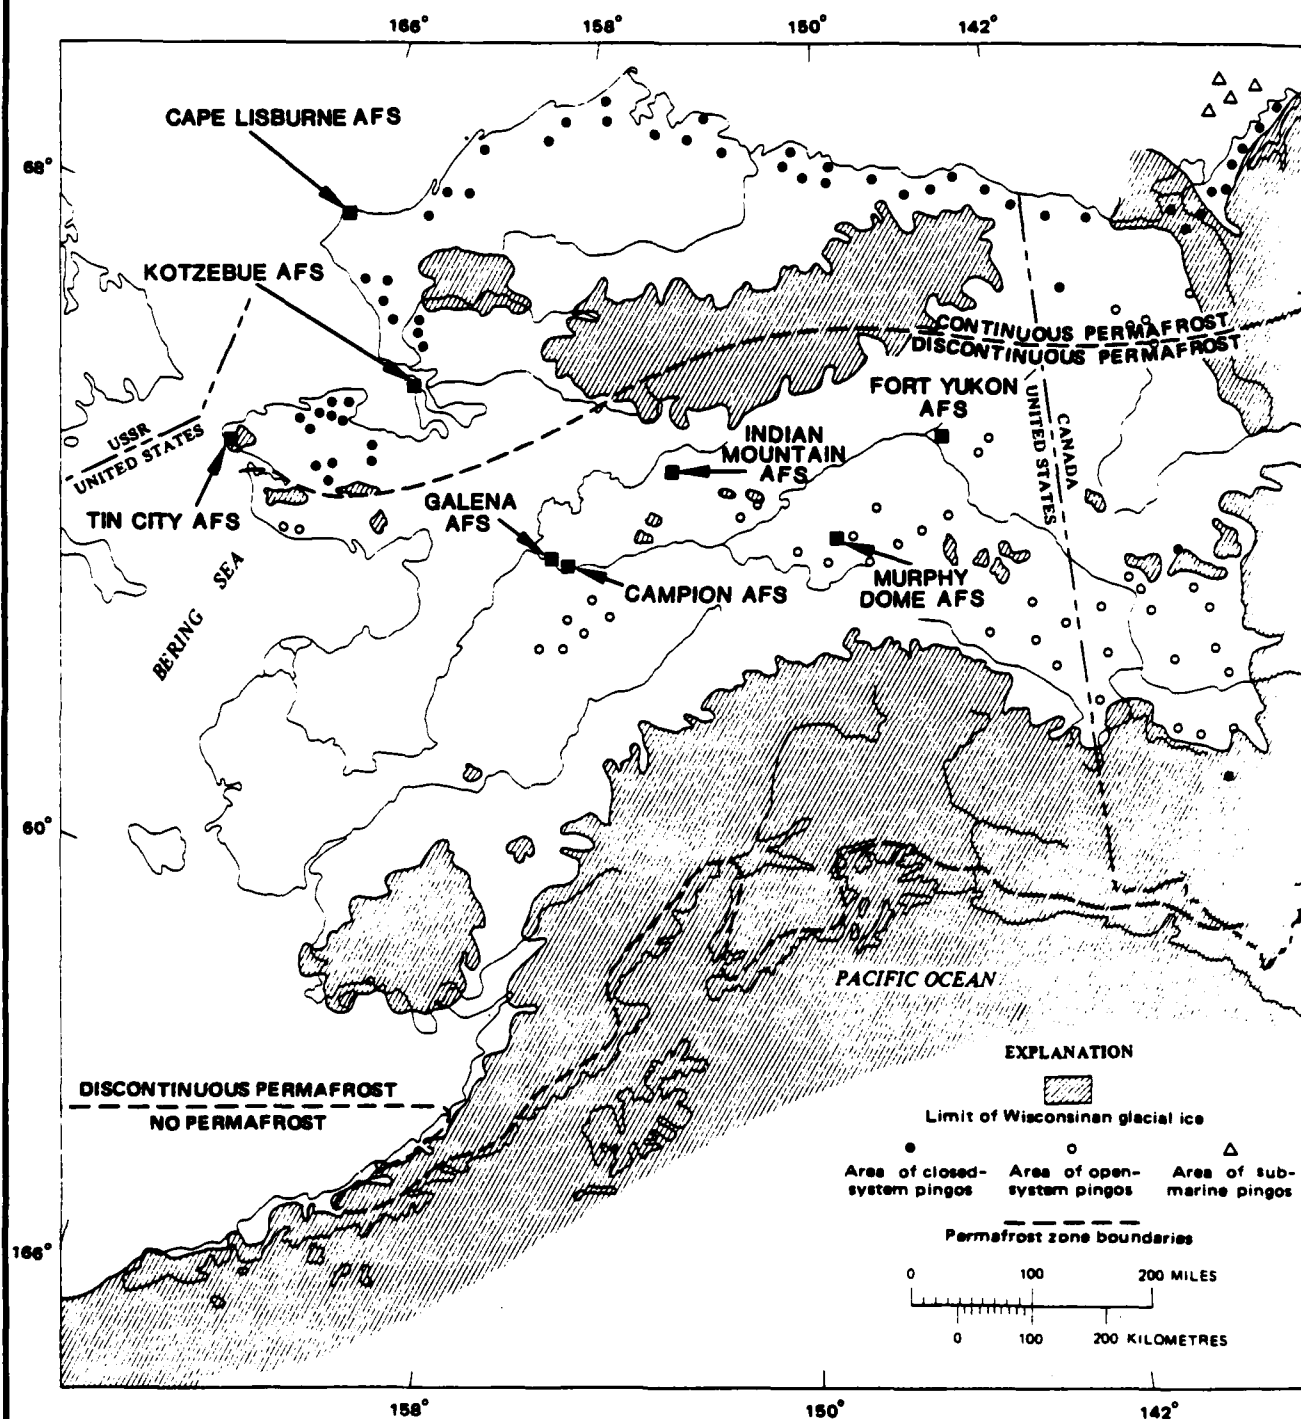 166° 158° 150° 142°
CAPE LISBURNE AFS
68°
KOTZEBUE AFS
CONTINUOUS PERMAFROST
DISCONTINUOUS PERMAFROST
FORT YUKON
AFS
USSR
UNITED STATES
CANADA
UNITED STATES
INDIAN
MOUNTAIN
AFS
TIN CITY AFS
GALENA
AFS
BERING SEA
CAMPION AFS
MURPHY
DOME AFS
60°
PACIFIC OCEAN
DISCONTINUOUS PERMAFROST
NO PERMAFROST
EXPLANATION
Limit of Wisconsinan glacial ice
Area of closed-
system pingos
Area of open-
system pingos
Area of sub-
marine pingos
Permafrost zone boundaries
166°
0 100 200 MILES
0 100 200 KILOMETRES
158° 150° 142°